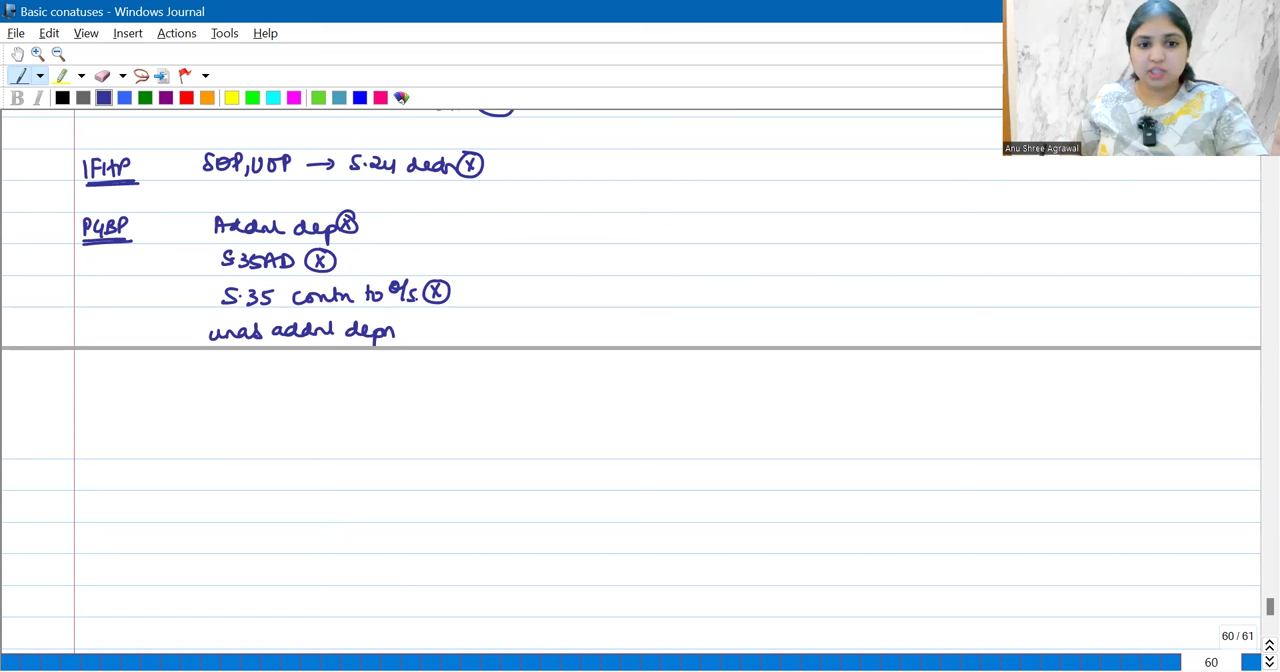 Basic conatuses - Windows Journal
File Edit View Insert Actions Tools Help
B I
Anu Shree Agrawal
IFHP SOP, UOP → S.24 dedn X
PGBP Addnl dep X
S.35AD X
S.35 contn to o/s. X
unab addnl depn
60 / 61
60